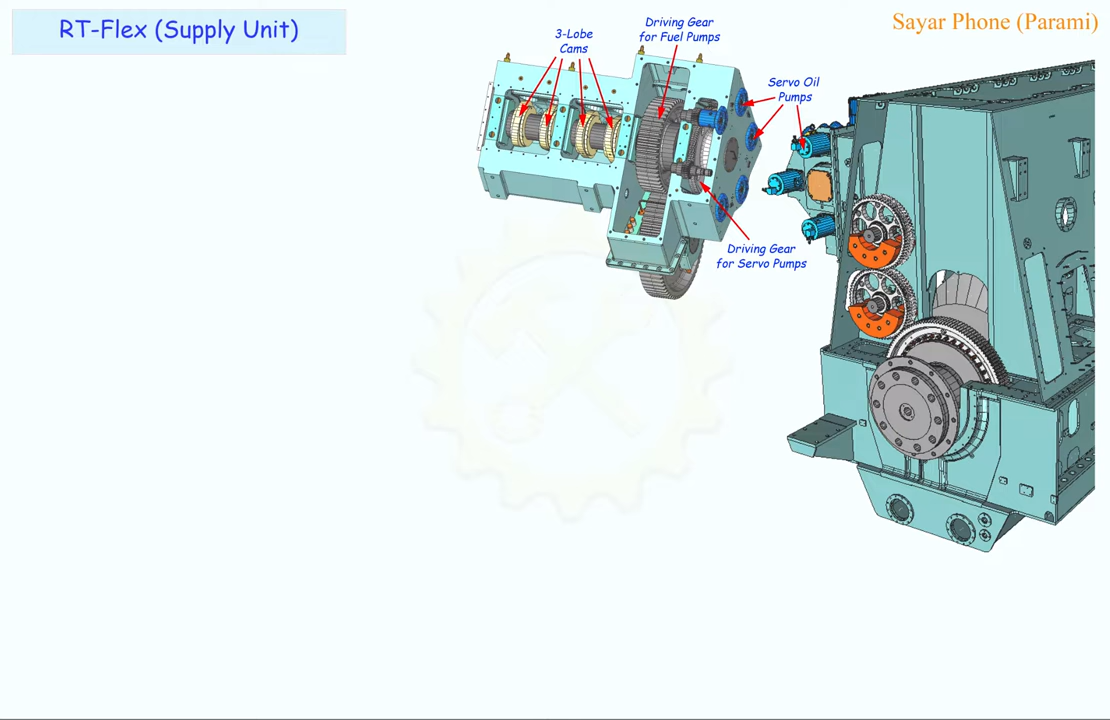 RT-Flex (Supply Unit)
Sayar Phone (Parami)
3-Lobe
Cams
Driving Gear
for Fuel Pumps
Servo Oil
Pumps
Driving Gear
for Servo Pumps